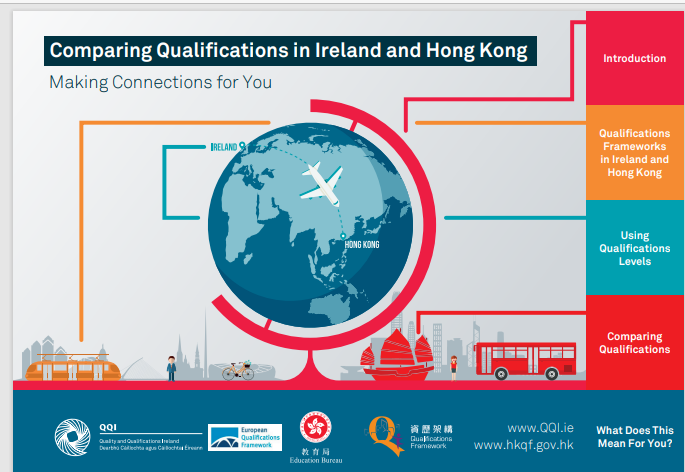 Comparing Qualifications in Ireland and Hong Kong
Making Connections for You
IRELAND
HONG KONG
Introduction
Qualifications
Frameworks
in Ireland and
Hong Kong
Using
Qualifications
Levels
Comparing
Qualifications
QQI
Quality and Qualifications Ireland
Dearbhú Cáilíochta agus Cáilíochtaí Éireann
European
Qualifications
Framework
教育局
Education Bureau
資歷架構
Qualifications
Framework
www.QQI.ie
www.hkqf.gov.hk
What Does This
Mean For You?